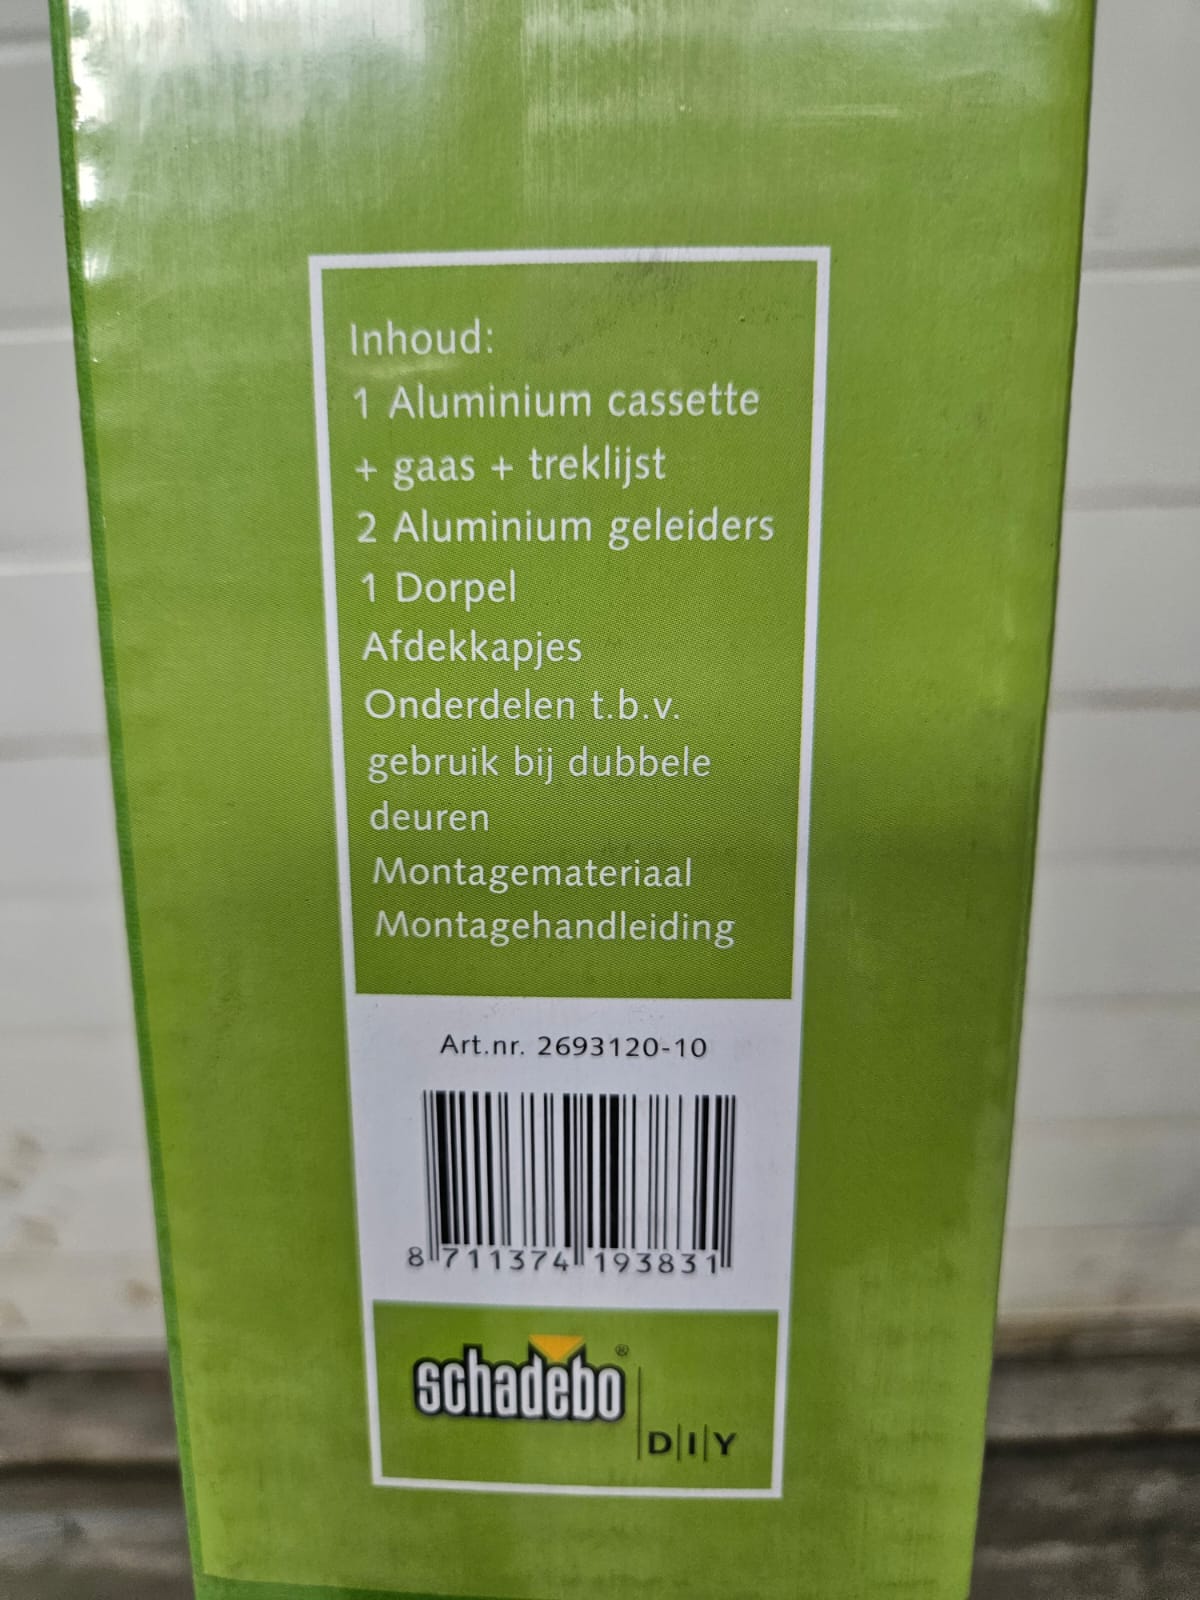 Inhoud:
1 Aluminium cassette
+ gaas + treklijst
2 Aluminium geleiders
1 Dorpel
Afdekkapjes
Onderdelen t.b.v.
gebruik bij dubbele
deuren
Montagemateriaal
Montagehandleiding
Art.nr. 2693120-10
8 711374 193831
schadebo®
D|I|Y